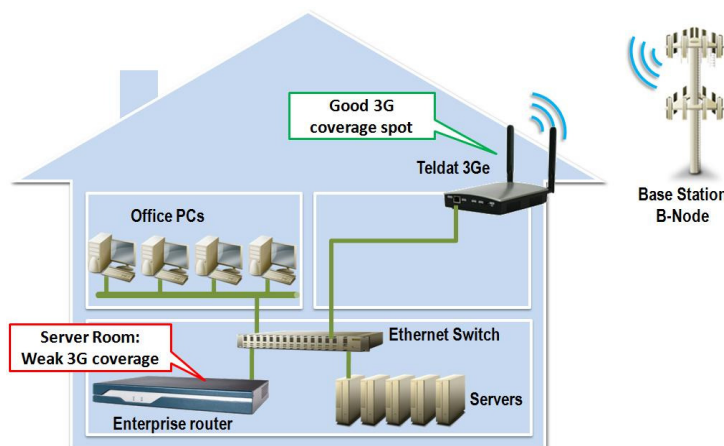 Good 3G
coverage spot
Teldat 3Ge
Base Station
B-Node
Office PCs
Server Room:
Weak 3G coverage
Ethernet Switch
Enterprise router
Servers